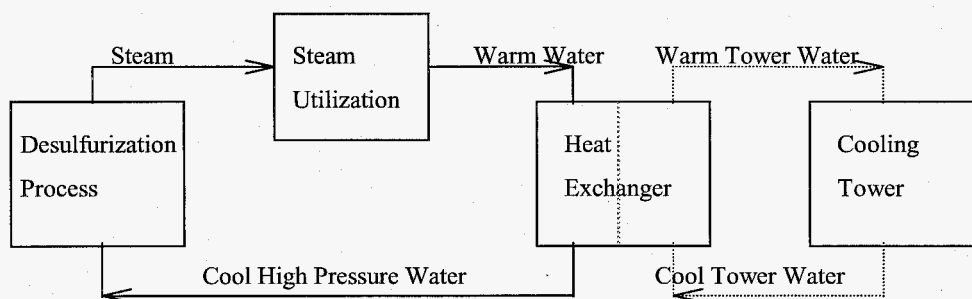 Steam
Steam
Utilization
Warm Water
Warm Tower Water
Desulfurization
Process
Heat
Exchanger
Cooling
Tower
Cool High Pressure Water
Cool Tower Water